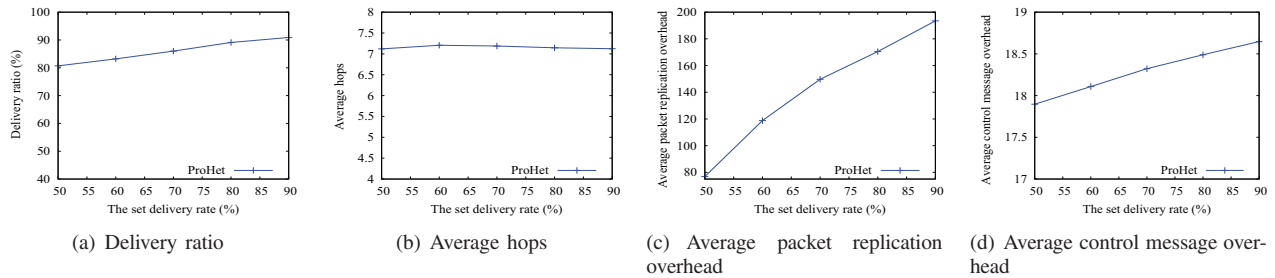 100
90
80
70
60
50
40
50 55 60 65 70 75 80 85 90
Delivery ratio (%)
The set delivery rate (%)
ProHet
(a) Delivery ratio
8
7.5
7
6.5
6
5.5
5
4.5
4
50 55 60 65 70 75 80 85 90
Average hops
The set delivery rate (%)
ProHet
(b) Average hops
200
180
160
140
120
100
80
50 55 60 65 70 75 80 85 90
Average packet replication overhead
The set delivery rate (%)
ProHet
(c) Average packet replication
overhead
19
18.5
18
17.5
17
50 55 60 65 70 75 80 85 90
Average control message overhead
The set delivery rate (%)
ProHet
(d) Average control message over-
head